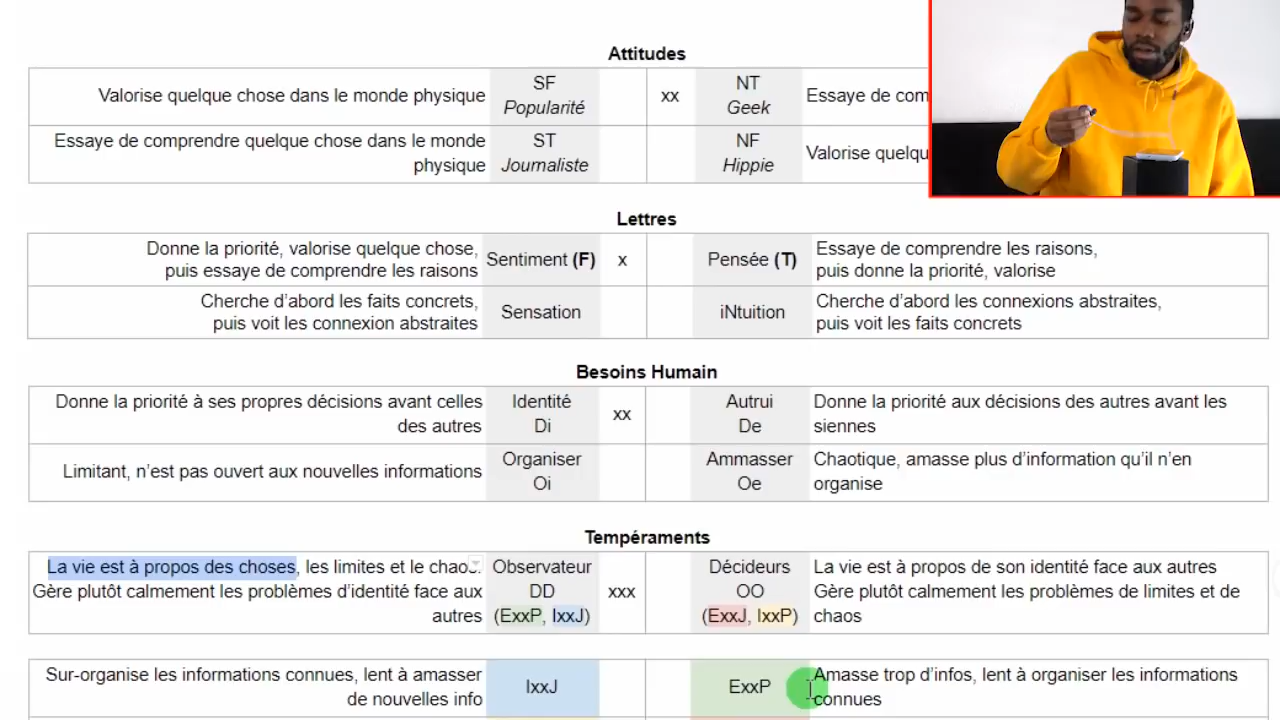 Attitudes
Valorise quelque chose dans le monde physique
SF
Popularité
xx
NT
Geek
Essaye de com
Essaye de comprendre quelque chose dans le monde
physique
ST
Journaliste
NF
Hippie
Valorise quelqu
Lettres
Donne la priorité, valorise quelque chose,
puis essaye de comprendre les raisons
Sentiment (F)
x
Pensée (T)
Essaye de comprendre les raisons,
puis donne la priorité, valorise
Cherche d'abord les faits concrets,
puis voit les connexion abstraites
Sensation
iNtuition
Cherche d'abord les connexions abstraites,
puis voit les faits concrets
Besoins Humain
Donne la priorité à ses propres décisions avant celles
des autres
Identité
Di
xx
Autrui
De
Donne la priorité aux décisions des autres avant les
siennes
Limitant, n'est pas ouvert aux nouvelles informations
Organiser
Oi
Ammasser
Oe
Chaotique, amasse plus d'information qu'il n'en
organise
Tempéraments
La vie est à propos des choses, les limites et le chaos.
Gère plutôt calmement les problèmes d'identité face aux
autres
Observateur
DD
(ExxP, IxxJ)
xxx
Décideurs
OO
(ExxJ, IxxP)
La vie est à propos de son identité face aux autres
Gère plutôt calmement les problèmes de limites et de
chaos
Sur-organise les informations connues, lent à amasser
de nouvelles info
IxxJ
ExxP
Amasse trop d'infos, lent à organiser les informations
connues